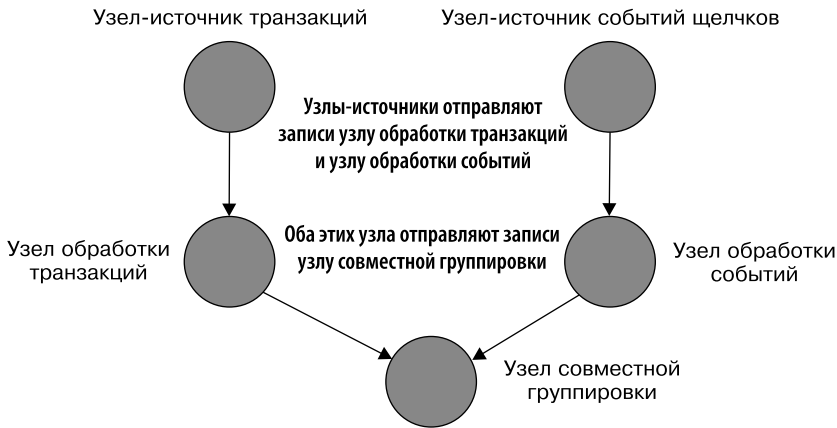 Узел-источник транзакций
Узел-источник событий щелчков
Узлы-источники отправляют
записи узлу обработки транзакций
и узлу обработки событий
Узел обработки
транзакций
Оба этих узла отправляют записи
узлу совместной группировки
Узел обработки
событий
Узел совместной
группировки